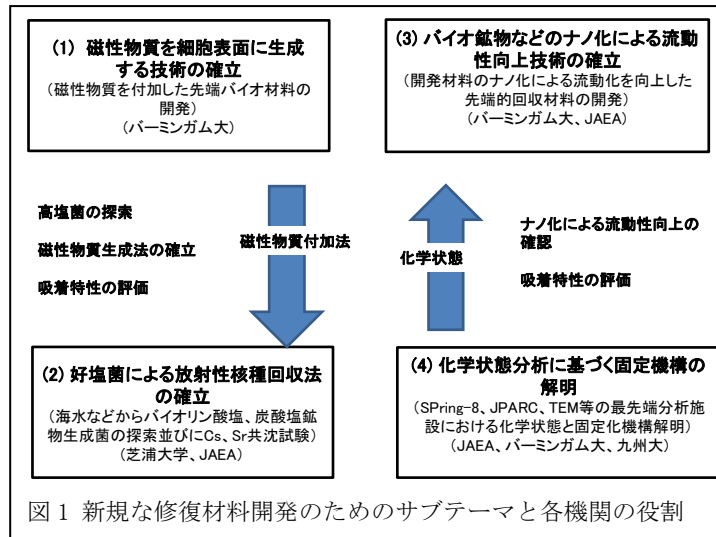 (1) 磁性物質を細胞表面に生成
する技術の確立
（磁性物質を付加した先端バイオ材料の
開発）
（バーミンガム大）
(3) バイオ鉱物などのナノ化による流動
性向上技術の確立
（開発材料のナノ化による流動化を向上した
先端的回収材料の開発）
（バーミンガム大、JAEA）
高塩菌の探索
磁性物質生成法の確立
吸着特性の評価
磁性物質付加法
化学状態
ナノ化による流動性向上の
確認
吸着特性の評価
(2) 好塩菌による放射性核種回収法
の確立
（海水などからバイオリン酸塩、炭酸塩鉱
物生成菌の探索並びにCs、Sr共沈試験）
（芝浦大学、JAEA）
(4) 化学状態分析に基づく固定機構の
解明
（SPring-8、JPARC、TEM等の最先端分析施
設における化学状態と固定化機構解明）
（JAEA、バーミンガム大、九州大）
図 1 新規な修復材料開発のためのサブテーマと各機関の役割